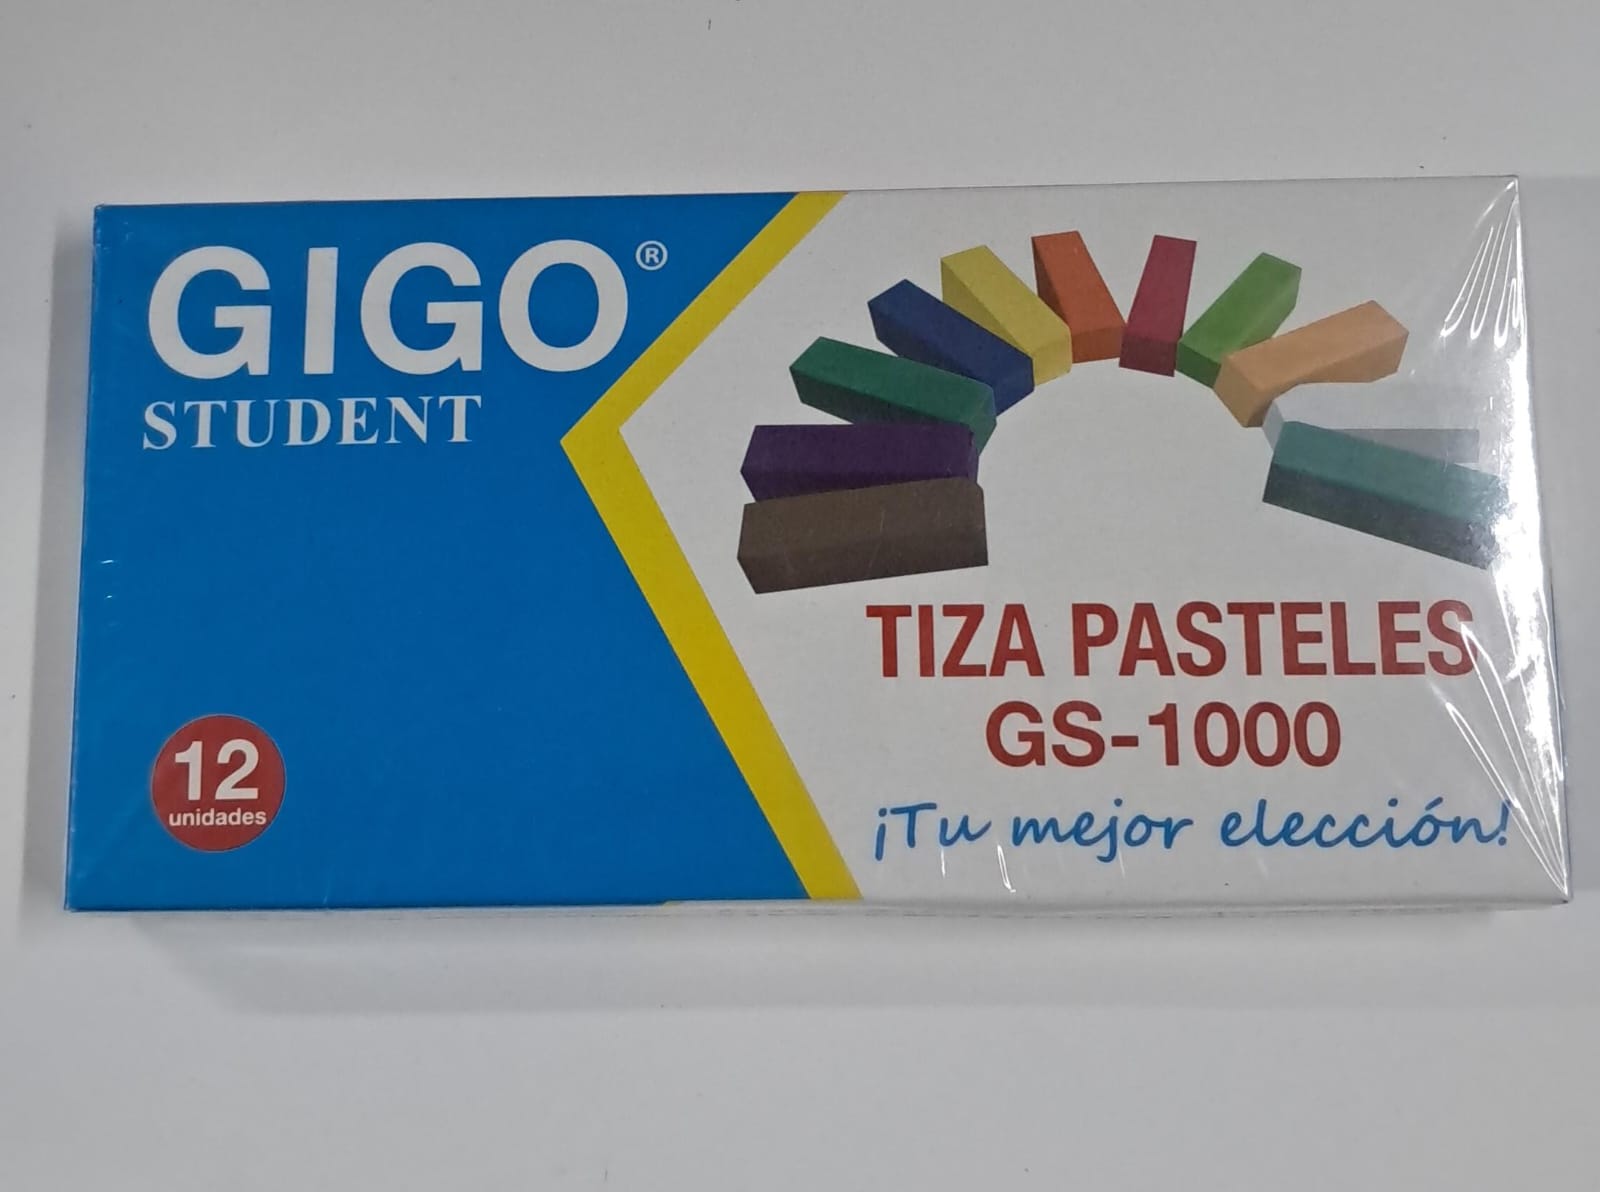 GIGO®
STUDENT
12
unidades
TIZA PASTELES
GS-1000
¡Tu mejor elección!